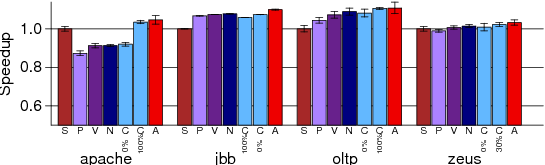 Speedup
1.0
0.8
0.6
S P V N C 0% C 100% A
S P V N C 100% C 0% A
S P V N C 0% C 100% A
S P V N C 0% C 30% A
apache jbb oltp zeus